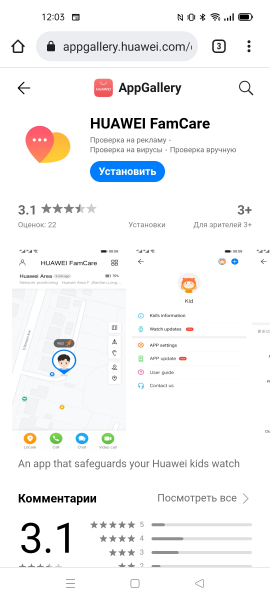 12:03
appgallery.huawei.com/
3
AppGallery
HUAWEI FamCare
Проверка на рекламу ·
Проверка на вирусы · Проверка вручную
Установить
3.1
3+
Оценок: 22
Установки
Для зрителей 3+
HUAWEI FamCare
Huawei Area
Kid
Locate
Call
Chat
Video call
Kid
Kid's information
Watch updates
APP settings
APP update
User guide
Contact us
An app that safeguards your Huawei kids watch
Комментарии
Посмотреть все
3.1
5
4
3
2